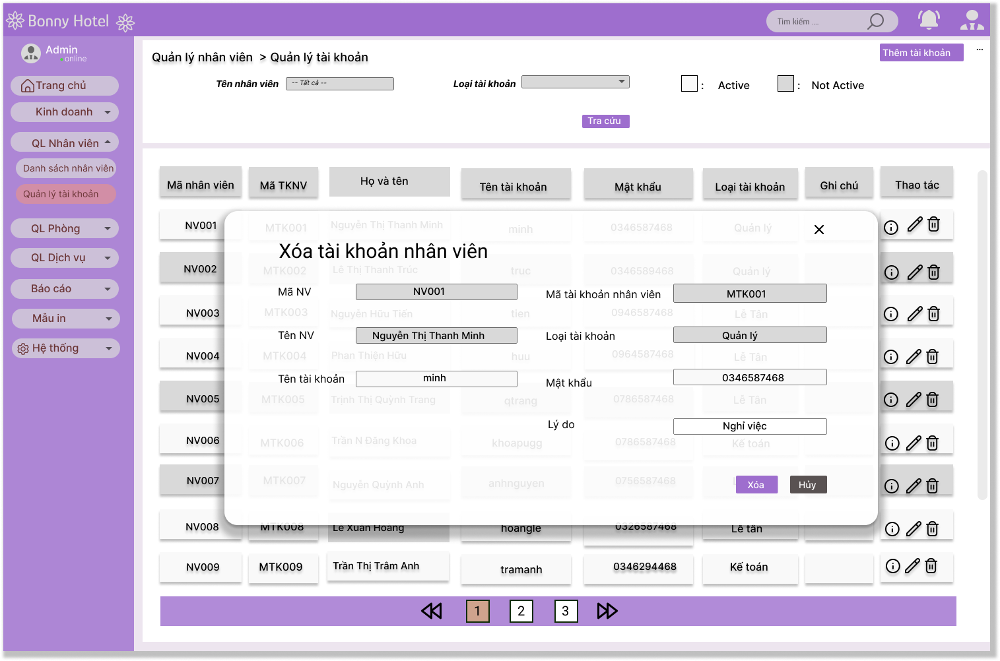 Bonny Hotel
Tìm kiếm ....
Admin
online
Trang chủ
Kinh doanh
QL Nhân viên
Danh sách nhân viên
Quản lý tài khoản
QL Phòng
QL Dịch vụ
Báo cáo
Mẫu in
Hệ thống
Quản lý nhân viên > Quản lý tài khoản
Thêm tài khoản ...
Tên nhân viên -- Tất cả -- Loại tài khoản : Active : Not Active
Tra cứu
Mã nhân viên Mã TKNV Họ và tên Tên tài khoản Mật khẩu Loại tài khoản Ghi chú Thao tác
NV001 MTK001 Nguyễn Thị Thanh Minh minh 0346587468 Quản lý
NV002 MTK002 Lê Thị Thanh Trúc truc 0346589468 Quản lý
NV003 MTK003 Nguyễn Hữu Tiến tien 0946587468 Lễ Tân
NV004 MTK004 Phan Thiện Hữu huu 0964587468 Lễ Tân
NV005 MTK005 Trịnh Thị Quỳnh Trang qtrang 0786587468 Lễ Tân
NV006 MTK006 Trần N Đăng Khoa khoapugg 0786587468 Kế toán
NV007 MTK007 Nguyễn Quỳnh Anh anhnguyen 0756587468
NV008 MTK008 Lê Xuân Hoàng hoangle 0326587468 Lễ tân
NV009 MTK009 Trần Thị Trâm Anh tramanh 0346294468 Kế toán
Xóa tài khoản nhân viên
Mã NV NV001 Mã tài khoản nhân viên MTK001
Tên NV Nguyễn Thị Thanh Minh Loại tài khoản Quản lý
Tên tài khoản minh Mật khẩu 0346587468
Lý do Nghỉ việc
Xóa Hủy
1 2 3